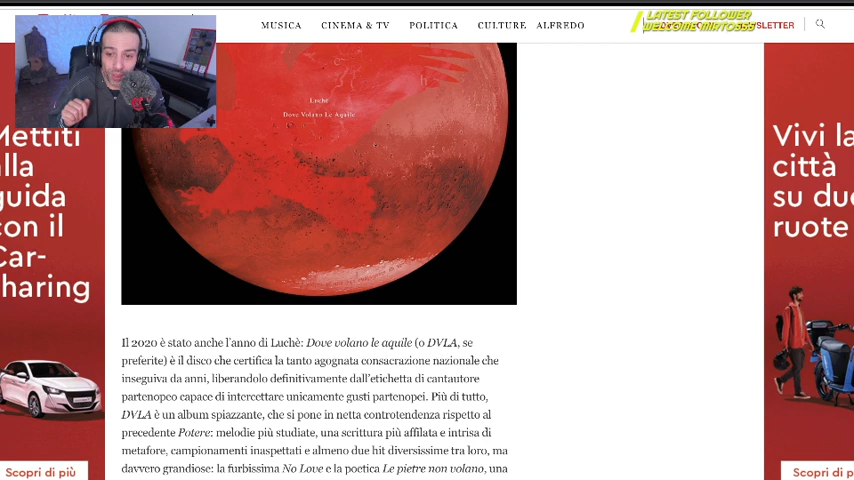 MUSICA CINEMA & TV POLITICA CULTURE ALFREDO
LATEST FOLLOWER
WELCOME MIRTO555
NEWSLETTER
Luchè
Dove Volano Le Aquile
Mettiti
alla
guida
con il
Car-
sharing
Scopri di più
Vivi la
città
su due
ruote
Scopri di p
Il 2020 è stato anche l'anno di Luchè: Dove volano le aquile (o DVLA, se
preferite) è il disco che certifica la tanto agognata consacrazione nazionale che
inseguiva da anni, liberandolo definitivamente dall'etichetta di cantautore
partenopeo capace di intercettare unicamente gusti partenopei. Più di tutto,
DVLA è un album spiazzante, che si pone in netta controtendenza rispetto al
precedente Potere: melodie più studiate, una scrittura più affilata e intrisa di
metafore, campionamenti inaspettati e almeno due hit diversissime tra loro, ma
davvero grandiose: la furbissima No Love e la poetica Le pietre non volano, una